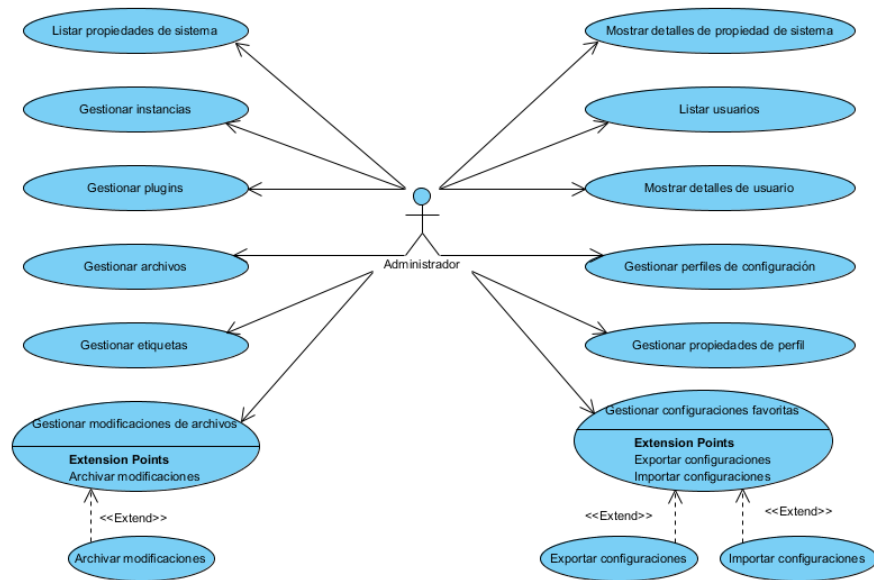 Listar propiedades de sistema
Mostrar detalles de propiedad de sistema
Gestionar instancias
Listar usuarios
Gestionar plugins
Mostrar detalles de usuario
Administrador
Gestionar archivos
Gestionar perfiles de configuración
Gestionar etiquetas
Gestionar propiedades de perfil
Gestionar modificaciones de archivos
Extension Points
Archivar modificaciones
<<Extend>>
Archivar modificaciones
Gestionar configuraciones favoritas
Extension Points
Exportar configuraciones
Importar configuraciones
<<Extend>>
<<Extend>>
Exportar configuraciones
Importar configuraciones